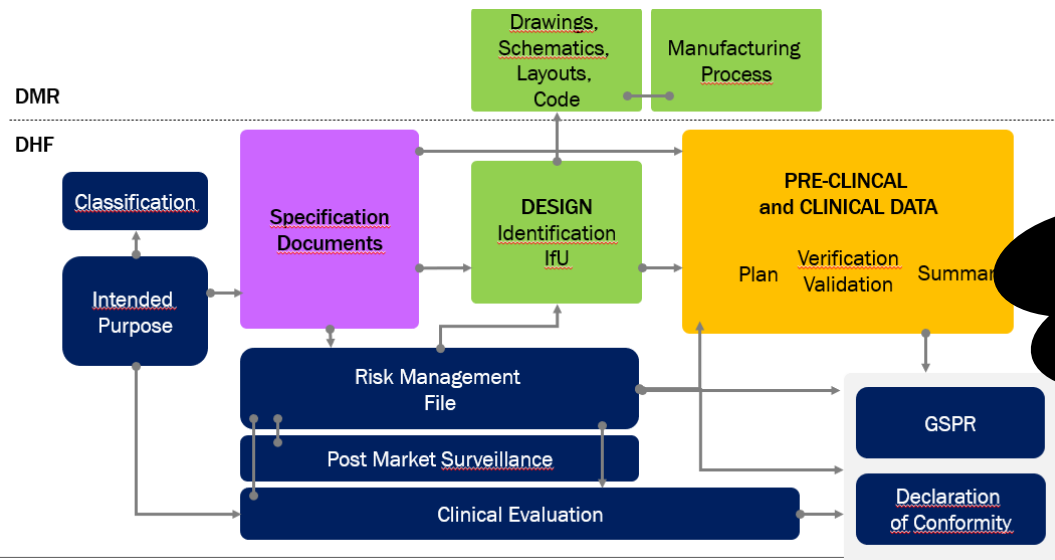 Drawings,
Schematics,
Layouts,
Code
Manufacturing
Process
DMR
DHF
Classification
Intended
Purpose
Specification
Documents
DESIGN
Identification
IfU
PRE-CLINCAL
and CLINICAL DATA
Plan
Verification
Validation
Risk Management
File
Post Market Surveillance
Clinical Evaluation
GSPR
Declaration
of Conformity